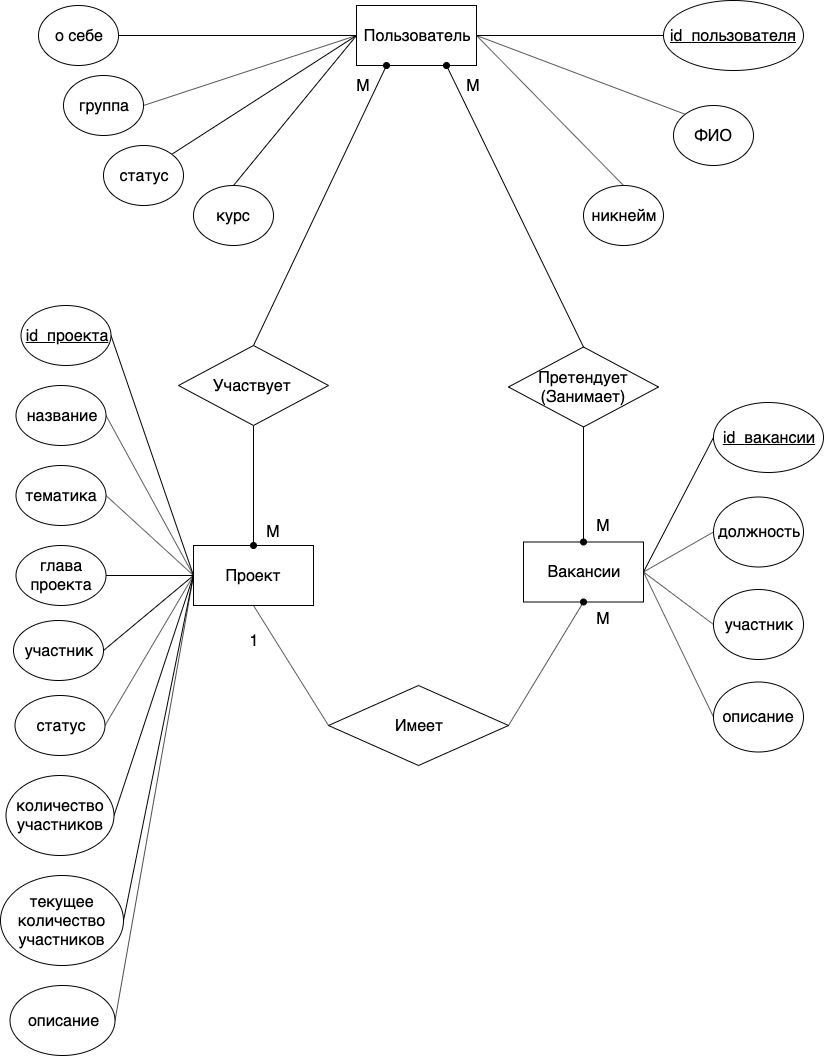 о себе
Пользователь
id_пользователя
группа
M
M
ФИО
статус
курс
никнейм
id_проекта
Участвует
Претендует
(Занимает)
название
id_вакансии
тематика
M
M
должность
глава
проекта
Проект
Вакансии
1
M
участник
участник
статус
Имеет
описание
количество
участников
текущее
количество
участников
описание